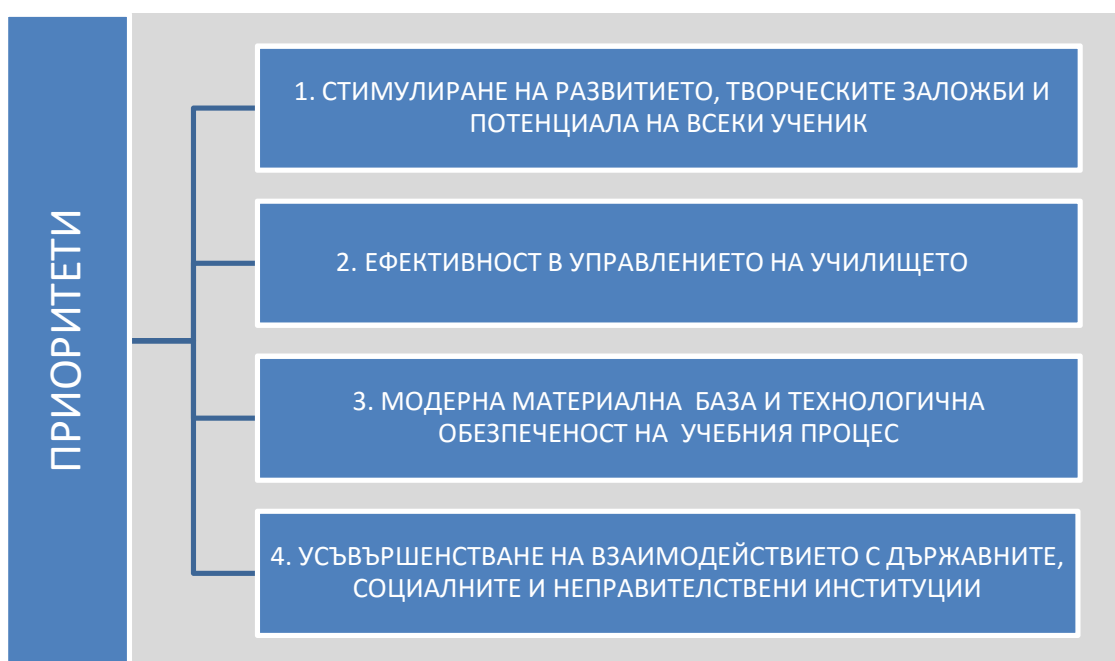 ПРИОРИТЕТИ
1. СТИМУЛИРАНЕ НА РАЗВИТИЕТО, ТВОРЧЕСКИТЕ ЗАЛОЖБИ И
ПОТЕНЦИАЛА НА ВСЕКИ УЧЕНИК
2. ЕФЕКТИВНОСТ В УПРАВЛЕНИЕТО НА УЧИЛИЩЕТО
3. МОДЕРНА МАТЕРИАЛНА БАЗА И ТЕХНОЛОГИЧНА
ОБЕЗПЕЧЕНОСТ НА УЧЕБНИЯ ПРОЦЕС
4. УСЪВЪРШЕНСТВАНЕ НА ВЗАИМОДЕЙСТВИЕТО С ДЪРЖАВНИТЕ,
СОЦИАЛНИТЕ И НЕПРАВИТЕЛСТВЕНИ ИНСТИТУЦИИ